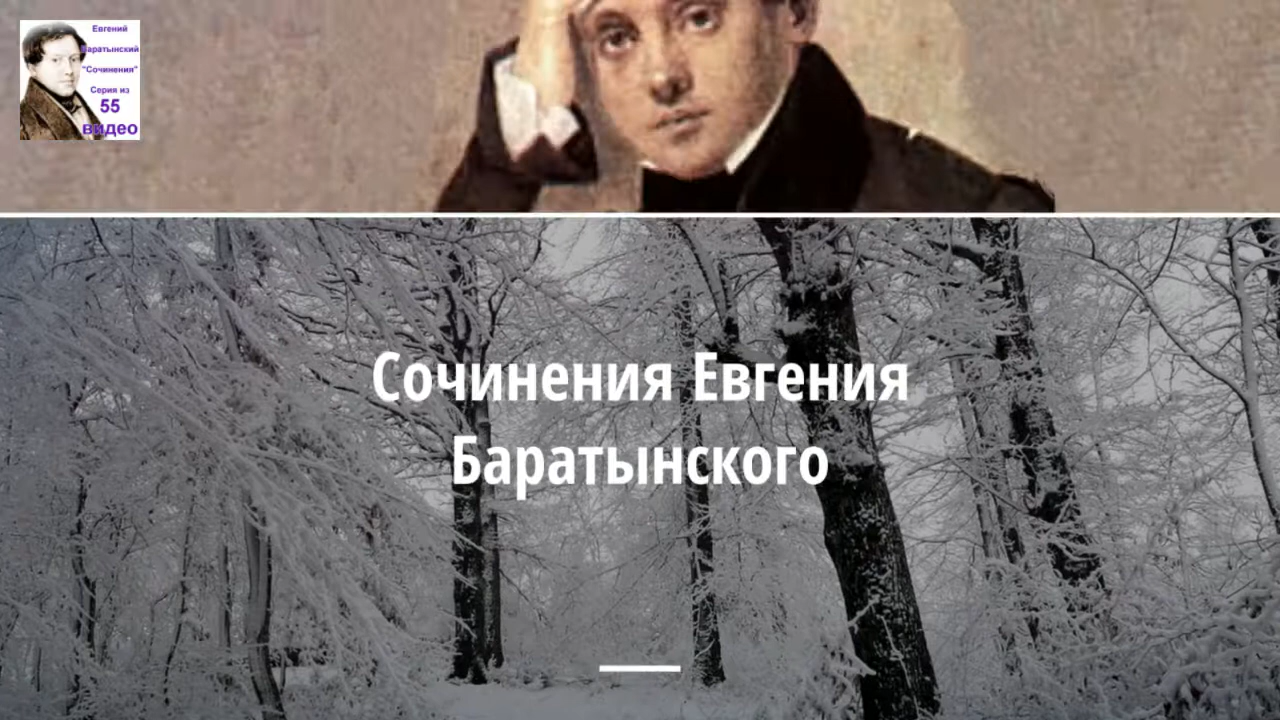 Евгений
Баратынский
"Сочинения"
Серия из
55
видео
Сочинения Евгения
Баратынского